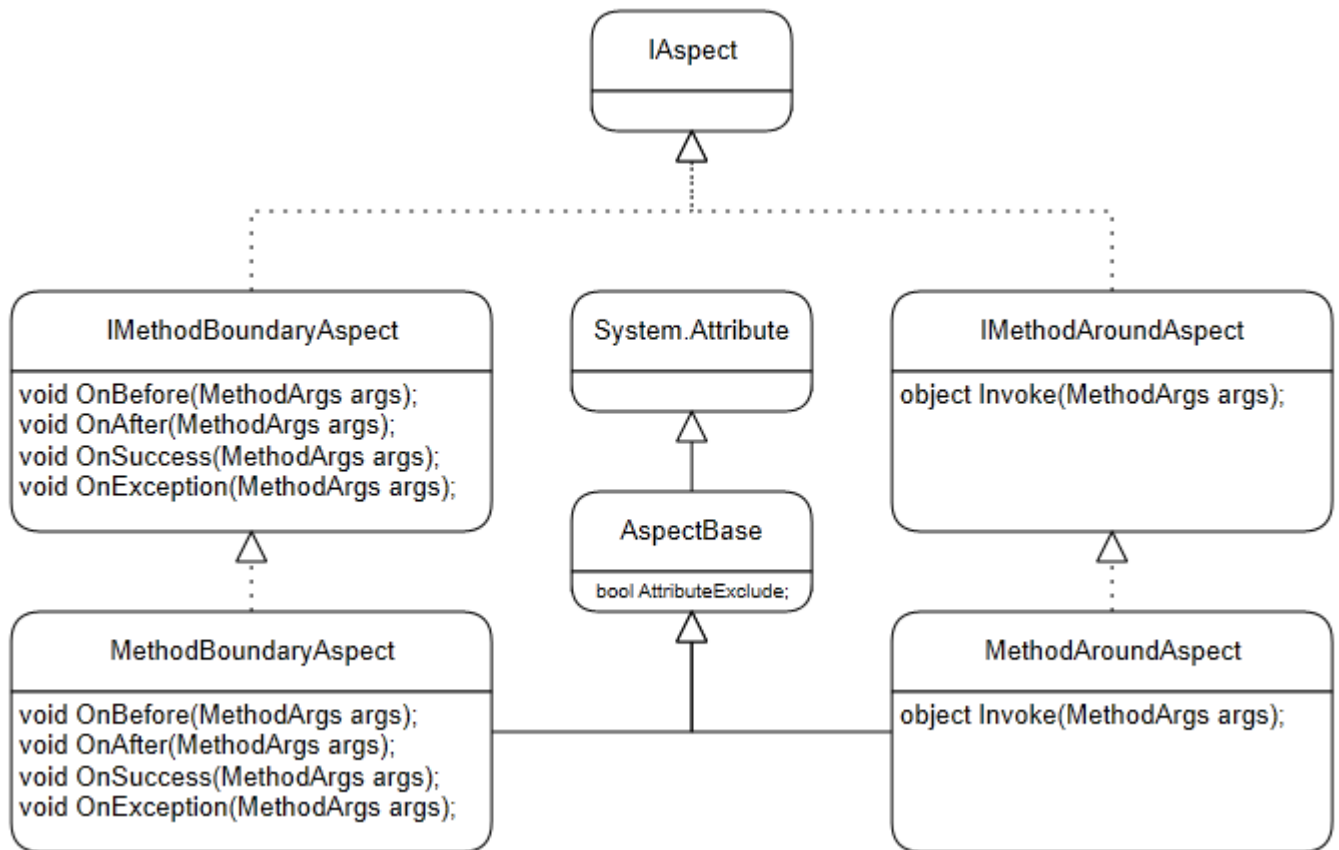 IAspect
IMethodBoundaryAspect
void OnBefore(MethodArgs args);
void OnAfter(MethodArgs args);
void OnSuccess(MethodArgs args);
void OnException(MethodArgs args);
System.Attribute
IMethodAroundAspect
object Invoke(MethodArgs args);
AspectBase
bool AttributeExclude;
MethodBoundaryAspect
void OnBefore(MethodArgs args);
void OnAfter(MethodArgs args);
void OnSuccess(MethodArgs args);
void OnException(MethodArgs args);
MethodAroundAspect
object Invoke(MethodArgs args);